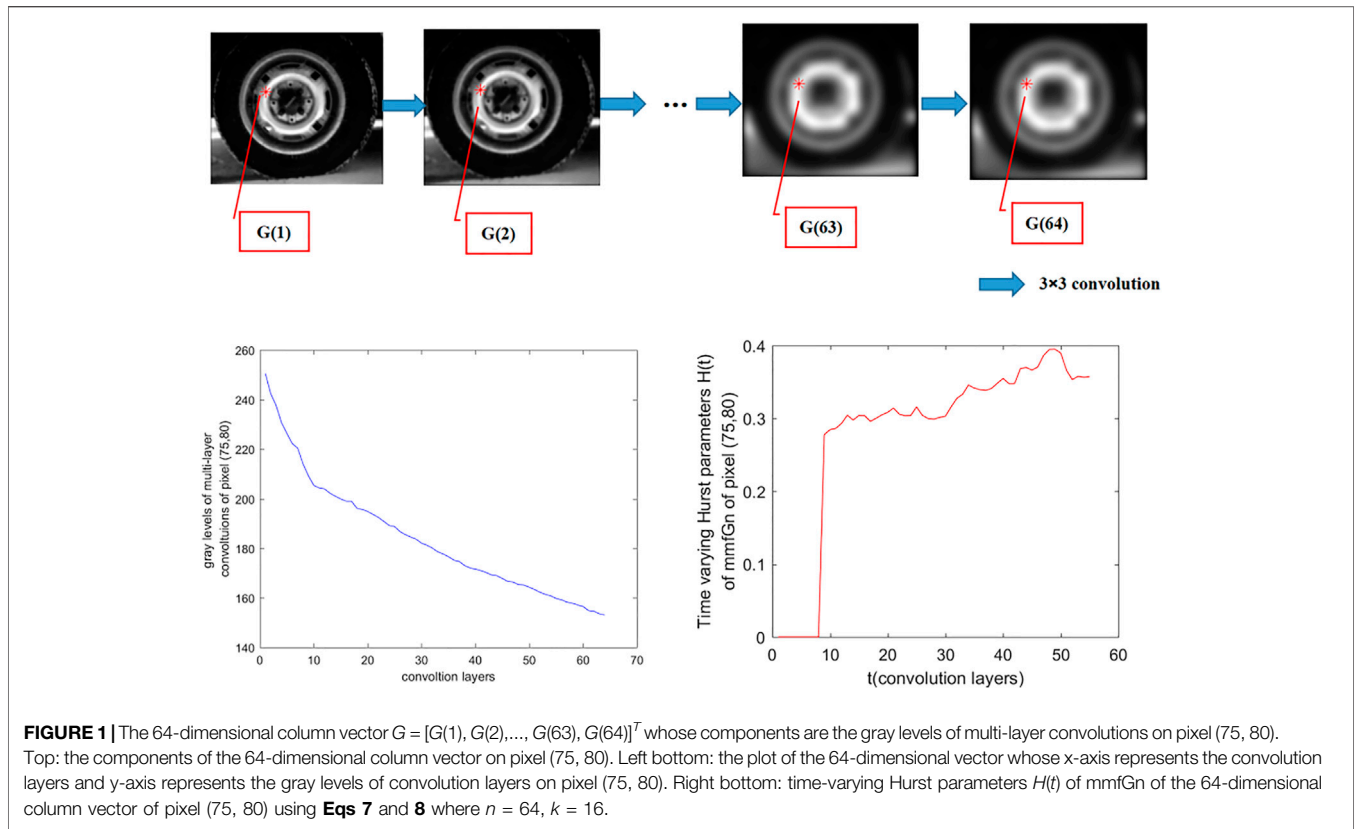 ...
G(1)
G(2)
G(63)
G(64)
3×3 convolution
gray levels of multi-layer
convoltuions of pixel (75,80)
260
240
220
200
180
160
140
0 10 20 30 40 50 60 70
convoltion layers
Time varying Hurst parameters H(t)
of mmfGn of pixel (75,80)
0.4
0.3
0.2
0.1
0
0 10 20 30 40 50 60
t(convolution layers)
FIGURE 1 | The 64-dimensional column vector G = [G(1), G(2),..., G(63), G(64)]ᵀ whose components are the gray levels of multi-layer convolutions on pixel (75, 80).
Top: the components of the 64-dimensional column vector on pixel (75, 80). Left bottom: the plot of the 64-dimensional vector whose x-axis represents the convolution
layers and y-axis represents the gray levels of convolution layers on pixel (75, 80). Right bottom: time-varying Hurst parameters H(t) of mmfGn of the 64-dimensional
column vector of pixel (75, 80) using Eqs 7 and 8 where n = 64, k = 16.